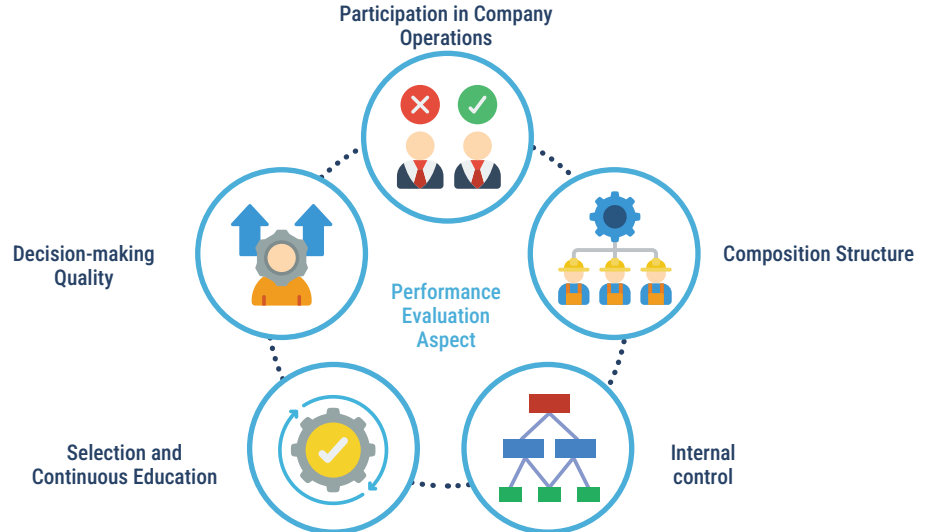 Participation in Company
Operations
Decision-making
Quality
Composition Structure
Performance
Evaluation
Aspect
Selection and
Continuous Education
Internal
control